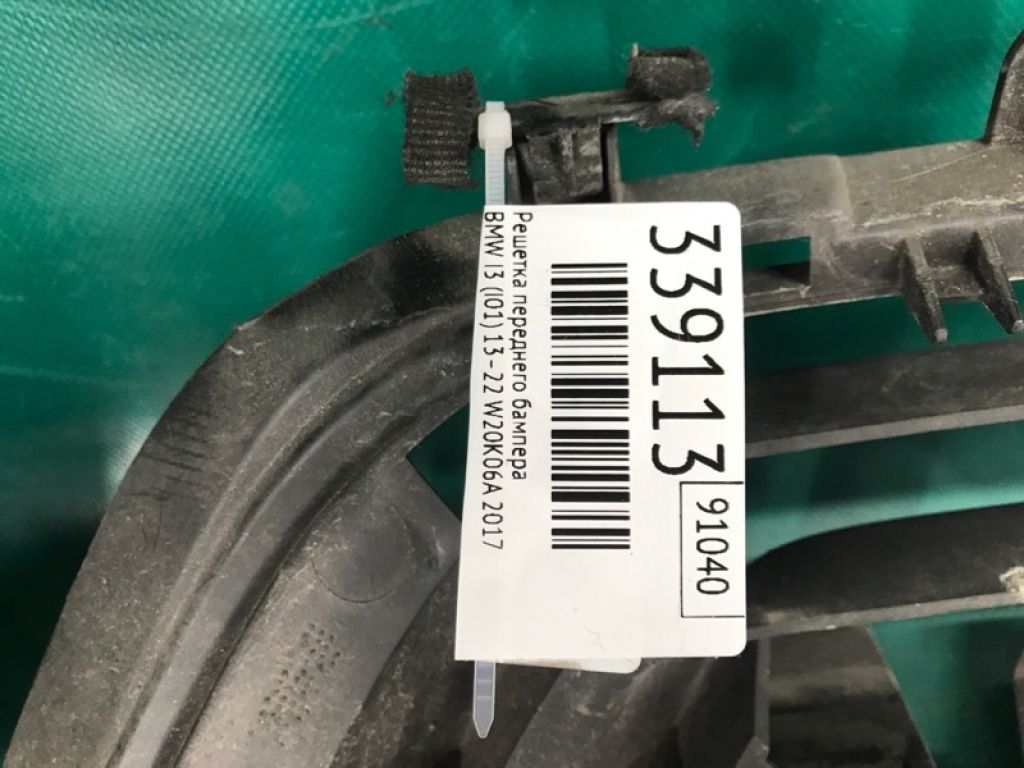 339113
91040
Решетка переднего бампера
BMW I3 (I01) 13-22 W20K06A 2017